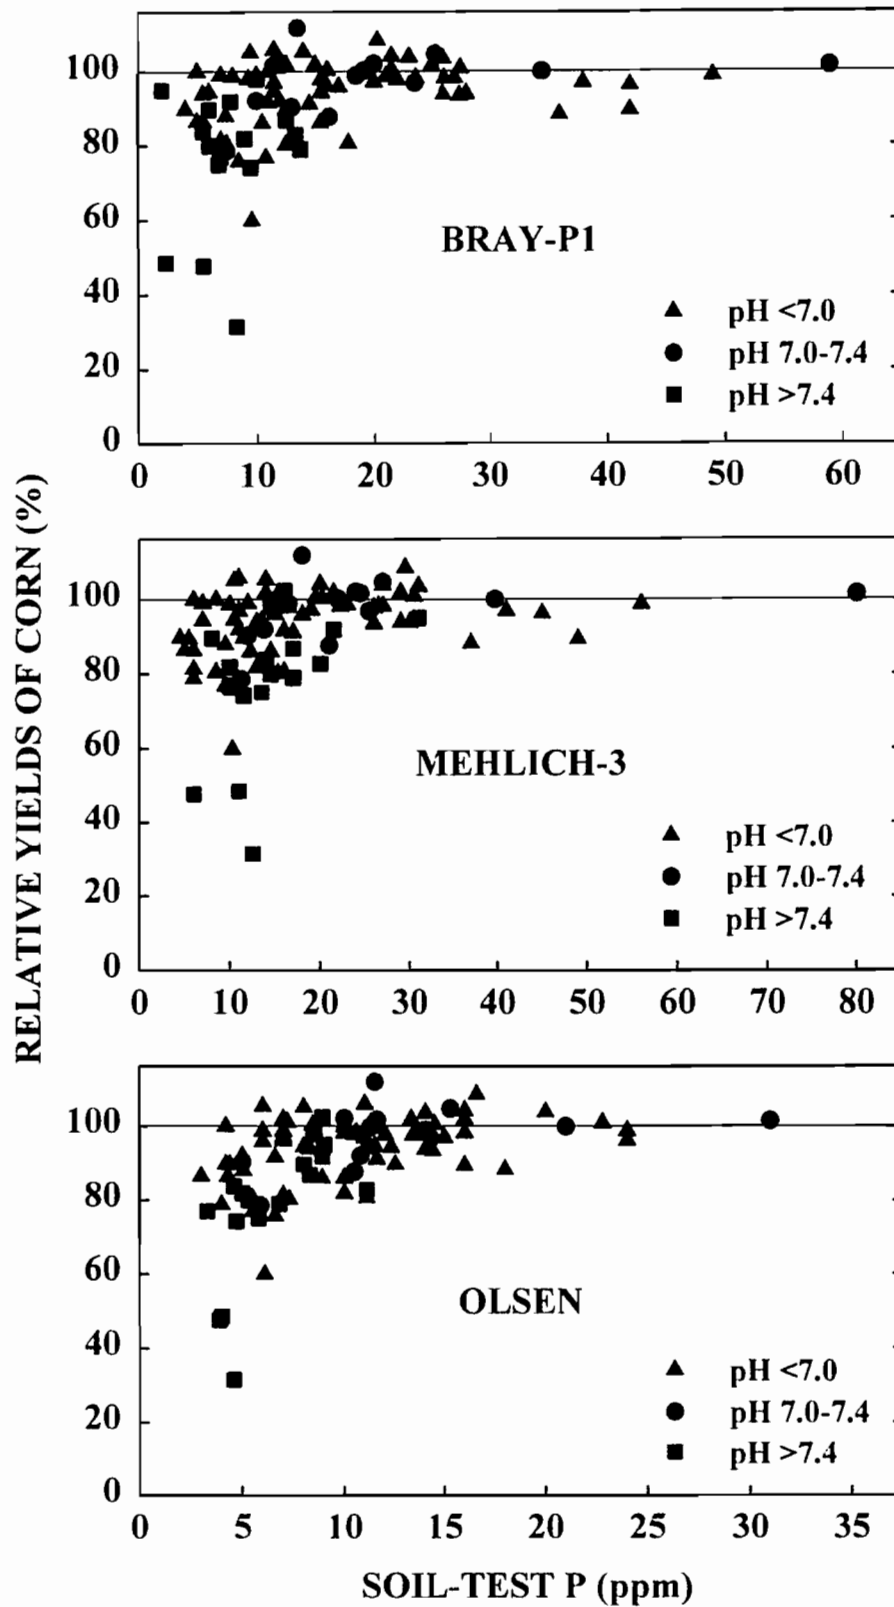 RELATIVE YIELDS OF CORN (%)
100
80
60
40
20
0
BRAY-P1
pH <7.0
pH 7.0-7.4
pH >7.4
0 10 20 30 40 50 60
100
80
60
40
20
0
MEHLICH-3
pH <7.0
pH 7.0-7.4
pH >7.4
0 10 20 30 40 50 60 70 80
100
80
60
40
20
0
OLSEN
pH <7.0
pH 7.0-7.4
pH >7.4
0 5 10 15 20 25 30 35
SOIL-TEST P (ppm)